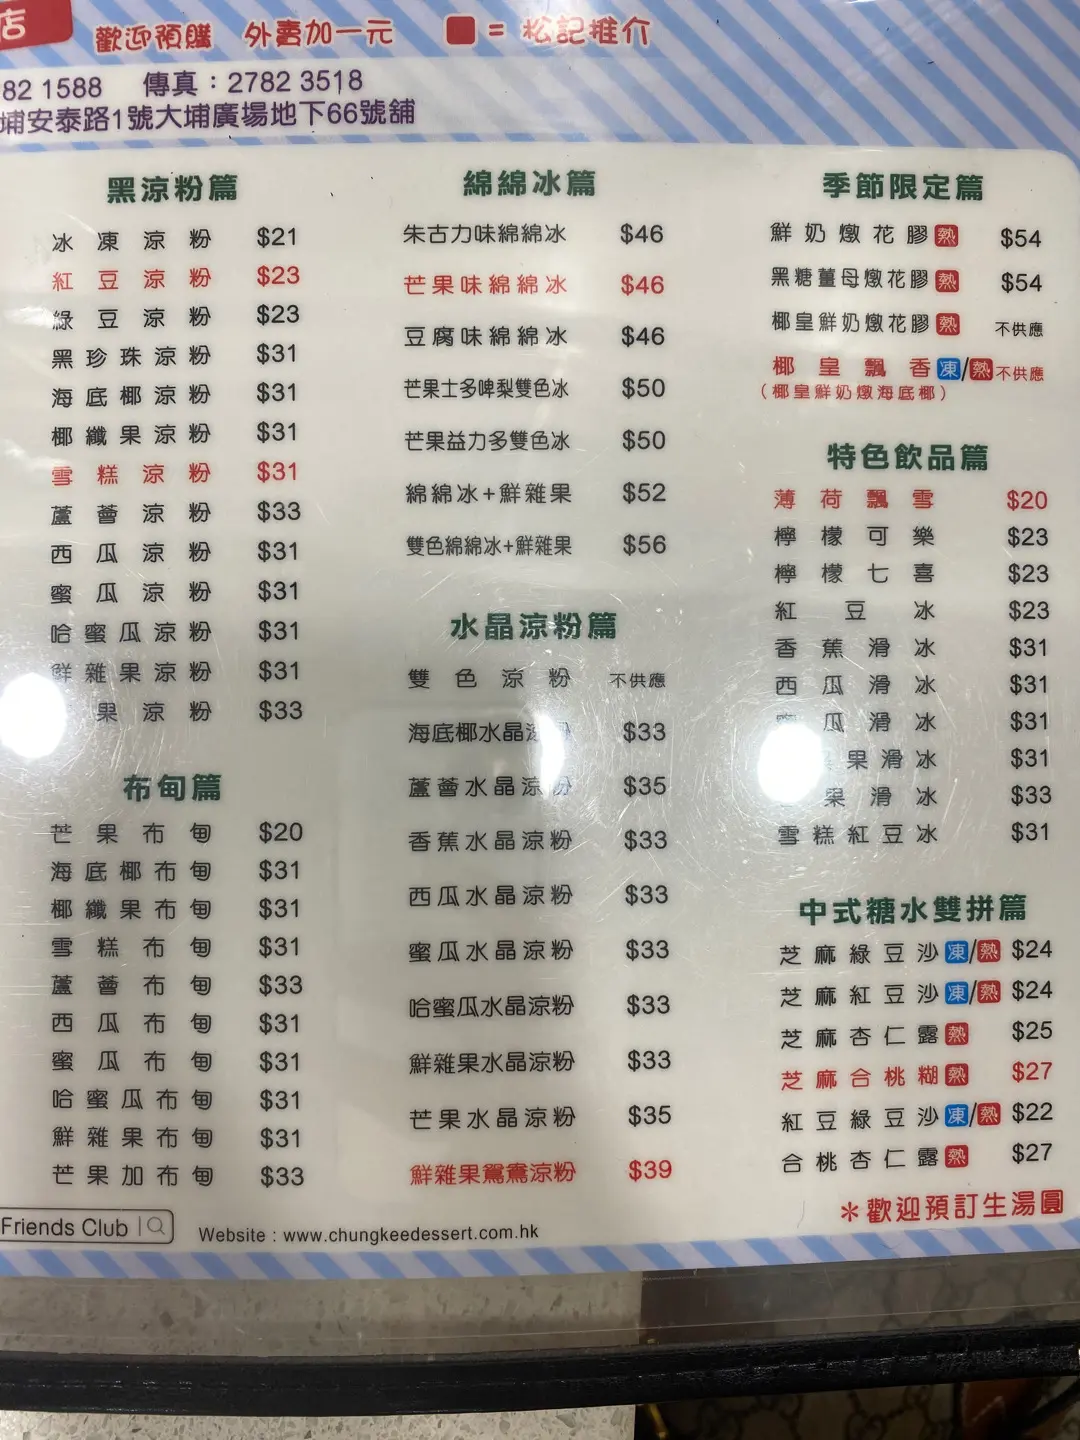 店
歡迎預購 外賣加一元 = 松記推介
82 1588 傳真：2782 3518
埔安泰路1號大埔廣場地下66號舖
黑涼粉篇
冰凍涼粉 $21
紅豆涼粉 $23
綠豆涼粉 $23
黑珍珠涼粉 $31
海底椰涼粉 $31
椰纖果涼粉 $31
雪糕涼粉 $31
蘆薈涼粉 $33
西瓜涼粉 $31
蜜瓜涼粉 $31
哈蜜瓜涼粉 $31
鮮雜果涼粉 $31
果涼粉 $33
布甸篇
芒果布甸 $20
海底椰布甸 $31
椰纖果布甸 $31
雪糕布甸 $31
蘆薈布甸 $33
西瓜布甸 $31
蜜瓜布甸 $31
哈蜜瓜布甸 $31
鮮雜果布甸 $31
芒果加布甸 $33
綿綿冰篇
朱古力味綿綿冰 $46
芒果味綿綿冰 $46
豆腐味綿綿冰 $46
芒果士多啤梨雙色冰 $50
芒果益力多雙色冰 $50
綿綿冰+鮮雜果 $52
雙色綿綿冰+鮮雜果 $56
水晶涼粉篇
雙色涼粉 不供應
海底椰水晶涼粉 $33
蘆薈水晶涼粉 $35
香蕉水晶涼粉 $33
西瓜水晶涼粉 $33
蜜瓜水晶涼粉 $33
哈蜜瓜水晶涼粉 $33
鮮雜果水晶涼粉 $33
芒果水晶涼粉 $35
鮮雜果鴛鴦涼粉 $39
季節限定篇
鮮奶燉花膠熱 $54
黑糖薑母燉花膠熱 $54
椰皇鮮奶燉花膠熱 不供應
椰皇飄香凍/熱不供應
（椰皇鮮奶燉海底椰）
特色飲品篇
薄荷飄雪 $20
檸檬可樂 $23
檸檬七喜 $23
紅豆冰 $23
香蕉滑冰 $31
西瓜滑冰 $31
瓜滑冰 $31
果滑冰 $31
果滑冰 $33
雪糕紅豆冰 $31
中式糖水雙拼篇
芝麻綠豆沙凍/熱 $24
芝麻紅豆沙凍/熱 $24
芝麻杏仁露熱 $25
芝麻合桃糊熱 $27
紅豆綠豆沙凍/熱 $22
合桃杏仁露熱 $27
＊歡迎預訂生湯圓
Friends Club
Website : www.chungkeedessert.com.hk